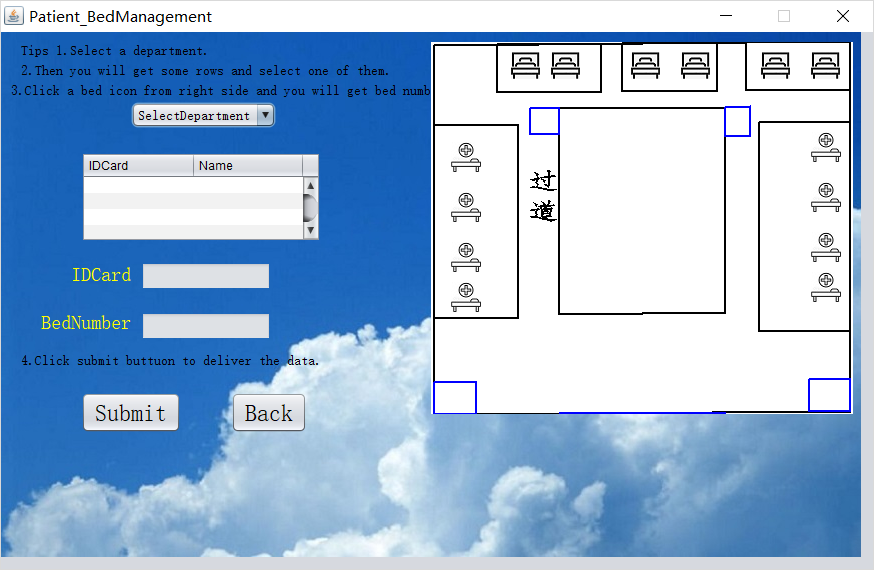 Patient_BedManagement
Tips 1.Select a department.
2.Then you will get some rows and select one of them.
3.Click a bed icon from right side and you will get bed numb
SelectDepartment
IDCard Name
过
道
IDCard
BedNumber
4.Click submit buttuon to deliver the data.
Submit Back